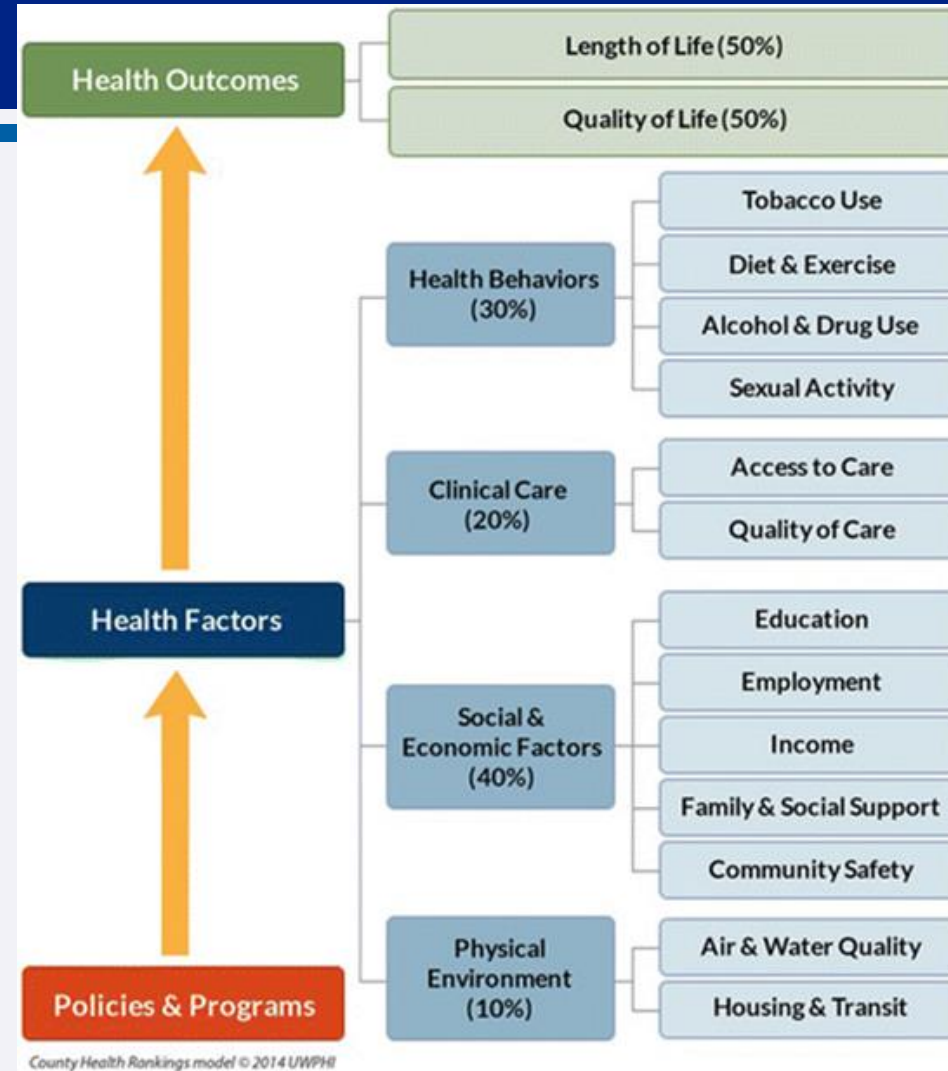 Health Outcomes
Length of Life (50%)
Quality of Life (50%)
Health Factors
Health Behaviors
(30%)
Tobacco Use
Diet & Exercise
Alcohol & Drug Use
Sexual Activity
Clinical Care
(20%)
Access to Care
Quality of Care
Social &
Economic Factors
(40%)
Education
Employment
Income
Family & Social Support
Community Safety
Physical
Environment
(10%)
Air & Water Quality
Housing & Transit
Policies & Programs
County Health Rankings model © 2014 UWPHI